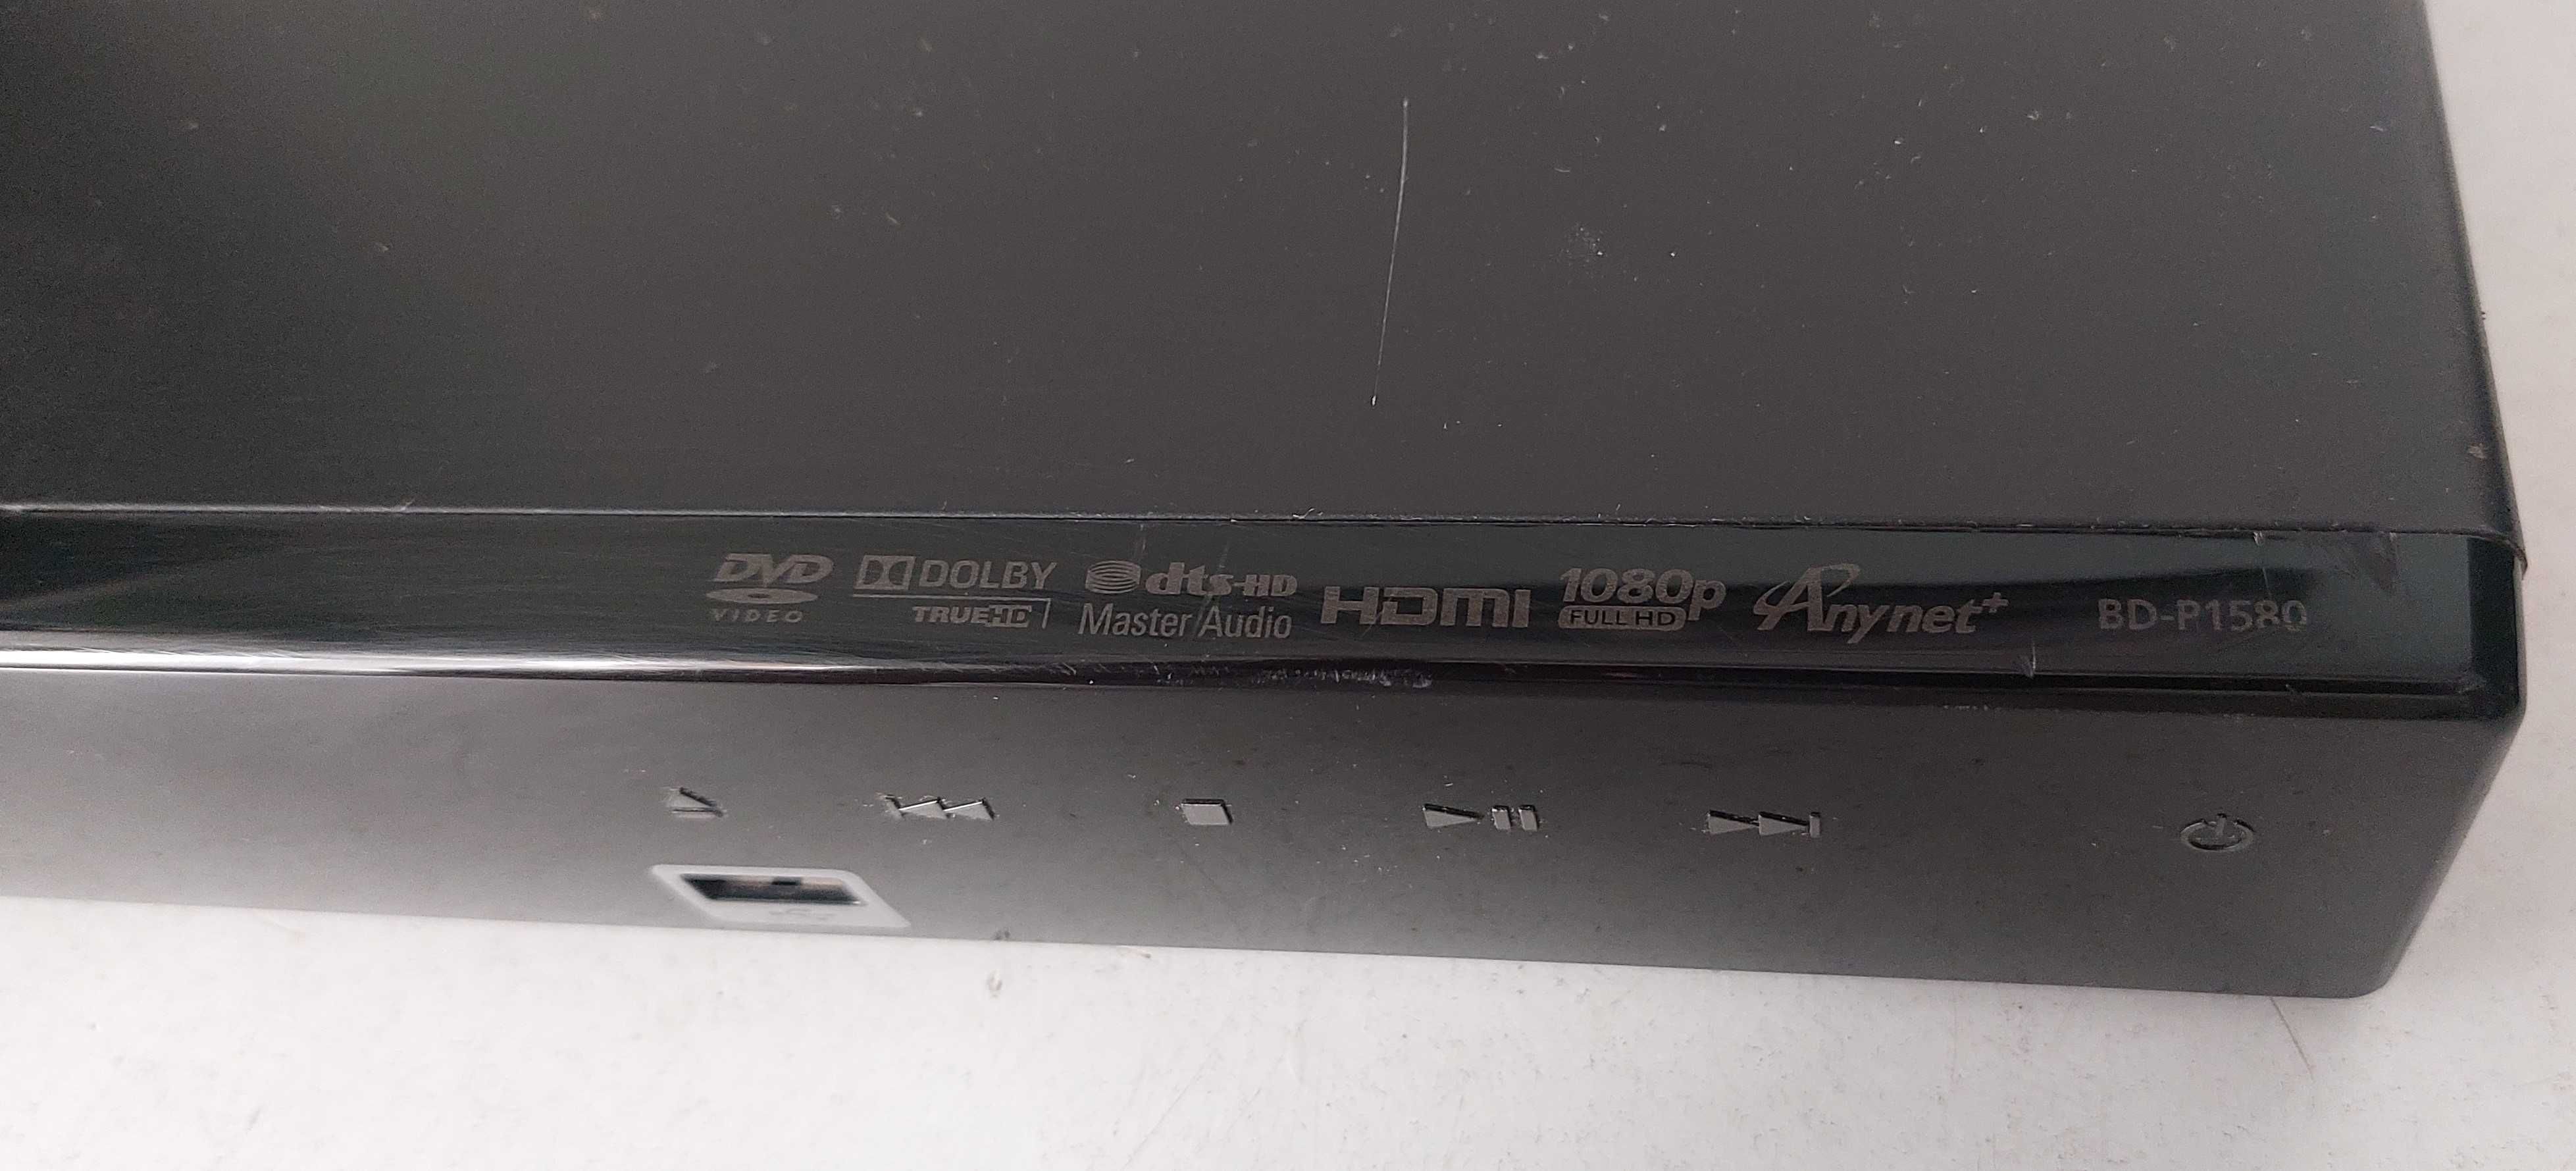 DVD
VIDEO
DOLBY
TRUEHD
dts-HD
Master Audio
HDMI
1080p
FULL HD
Anynet+
BD-P1580